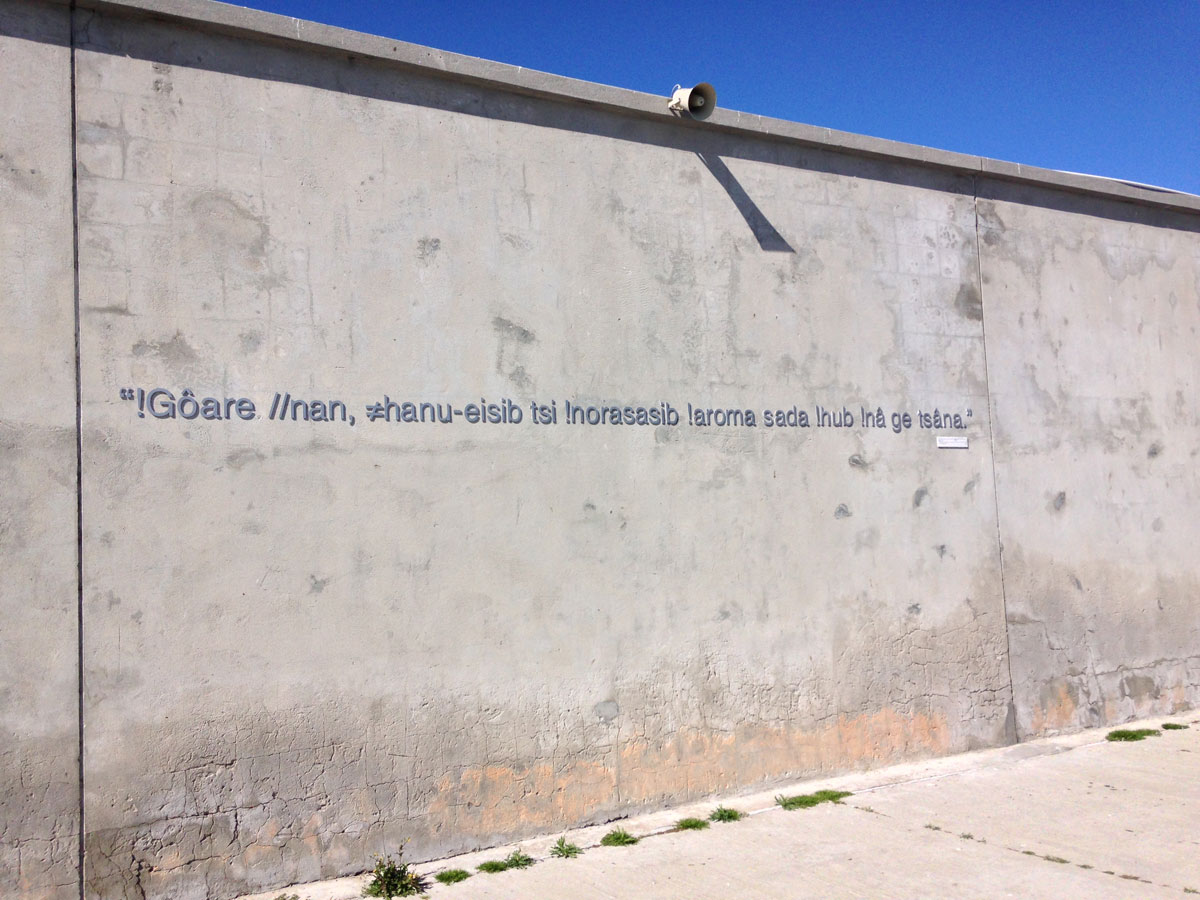 “!Gôare //nan, ≠hanu-eisib tsi !norasasib !aroma sada !hub !nâ ge tsâna.”